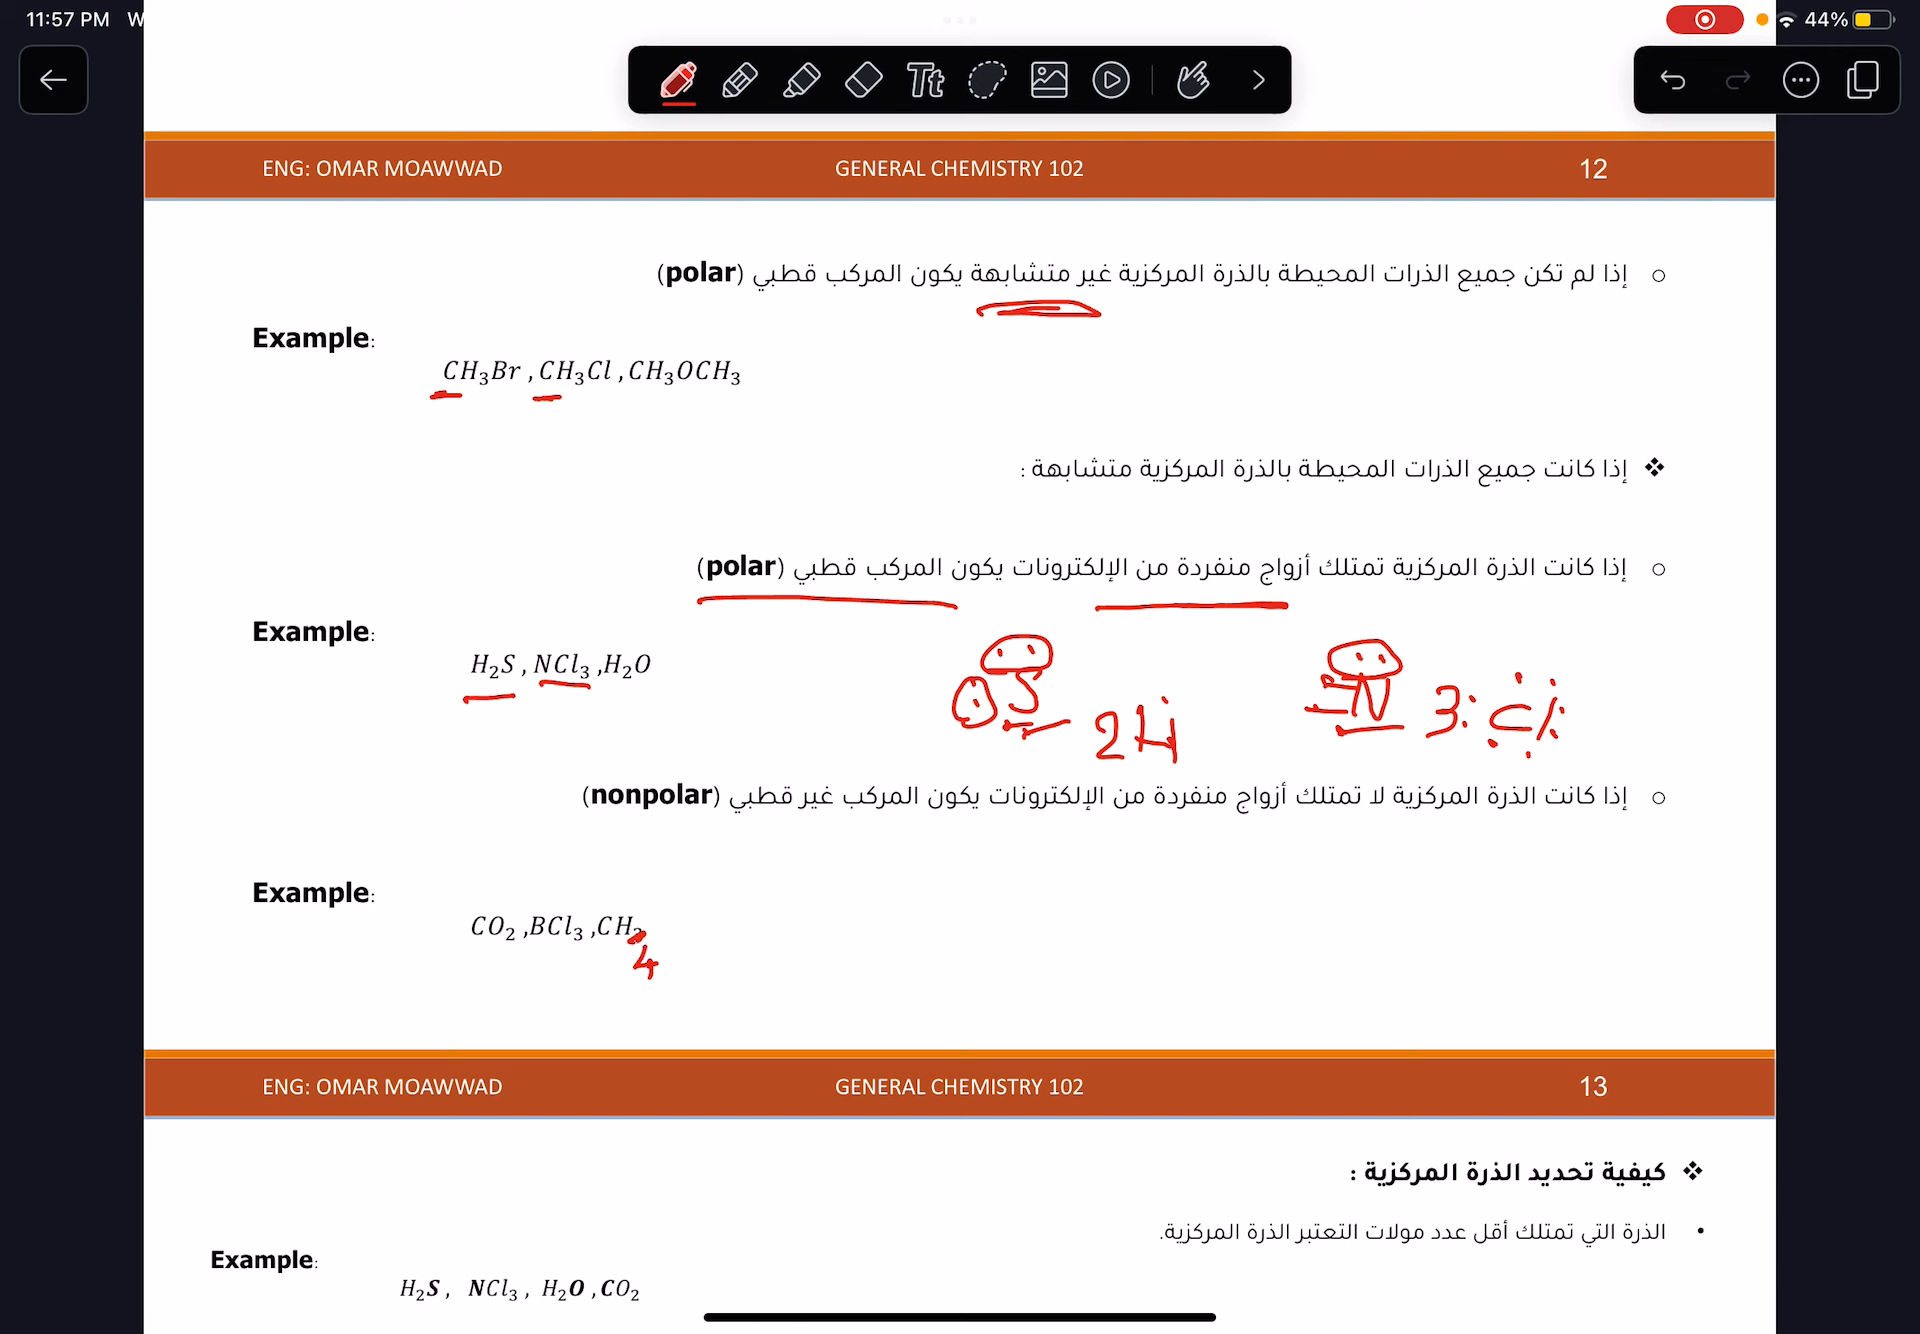 11:57 PM W
44%
Tt
ENG: OMAR MOAWWAD GENERAL CHEMISTRY 102 12
○ إذا لم تكن جميع الذرات المحيطة بالذرة المركزية غير متشابهة يكون المركب قطبي (polar)
Example:
CH₃Br ,CH₃Cl ,CH₃OCH₃
❖ إذا كانت جميع الذرات المحيطة بالذرة المركزية متشابهة :
○ إذا كانت الذرة المركزية تمتلك أزواج منفردة من الإلكترونات يكون المركب قطبي (polar)
Example:
H₂S , NCl₃ ,H₂O
S 2H N 3 Cl
○ إذا كانت الذرة المركزية لا تمتلك أزواج منفردة من الإلكترونات يكون المركب غير قطبي (nonpolar)
Example:
CO₂ ,BCl₃ ,CH
4
ENG: OMAR MOAWWAD GENERAL CHEMISTRY 102 13
❖ كيفية تحديد الذرة المركزية :
• الذرة التي تمتلك أقل عدد مولات التعتبر الذرة المركزية.
Example:
H₂S , NCl₃ , H₂O ,CO₂